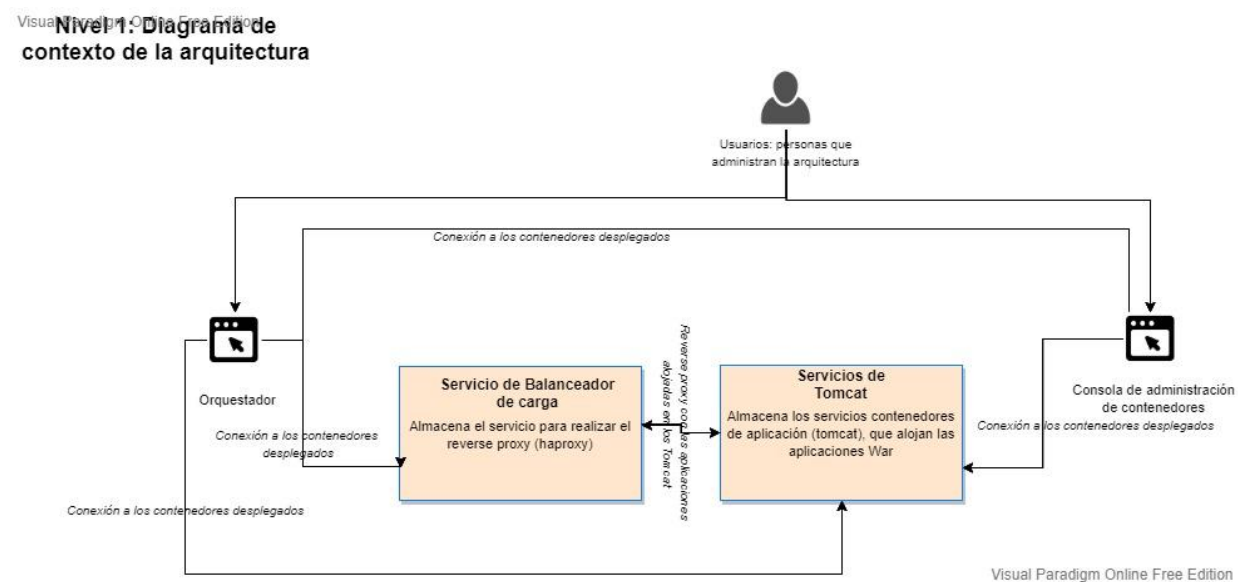 Visual Paradigm Online Free Edition
Nivel 1: Diagrama de
contexto de la arquitectura
Usuarios: personas que
administran la arquitectura
Conexión a los contenedores desplegados
Orquestador
Servicio de Balanceador
de carga
Almacena el servicio para realizar el
reverse proxy (haproxy)
Reverse proxy con las aplicaciones
alojadas en los Tomcat
Servicios de
Tomcat
Almacena los servicios contenedores
de aplicación (tomcat), que alojan las
aplicaciones War
Consola de administración
de contenedores
Conexión a los contenedores desplegados
Conexión a los contenedores
desplegados
Conexión a los contenedores desplegados
Visual Paradigm Online Free Edition